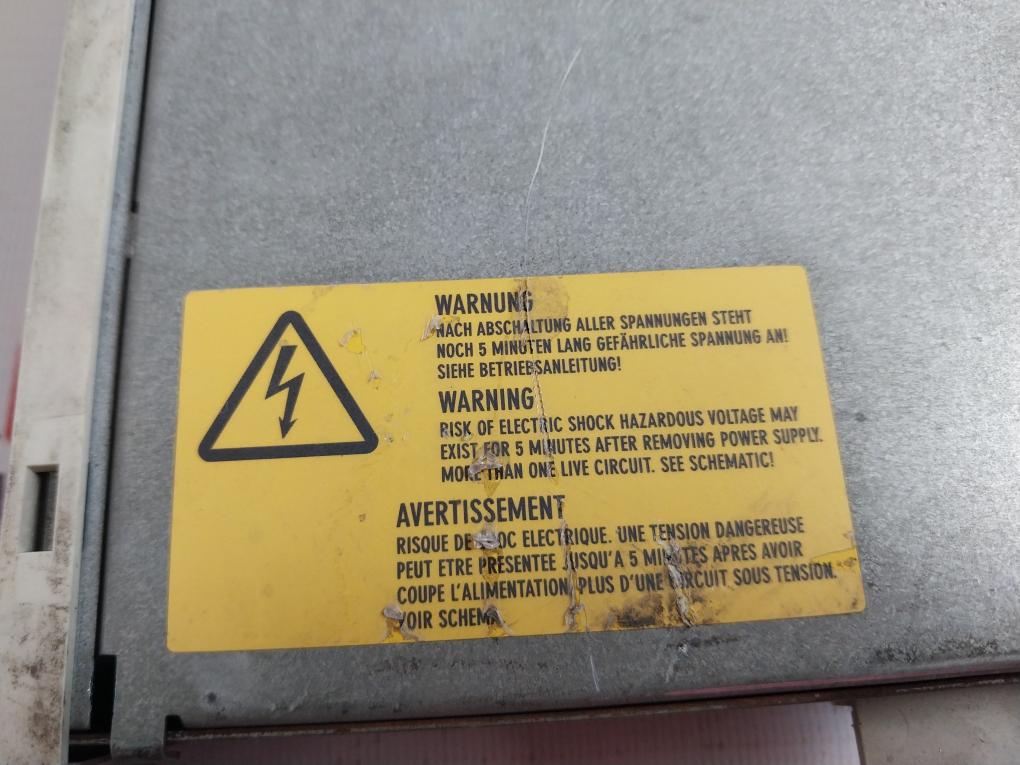 WARNUNG
NACH ABSCHALTUNG ALLER SPANNUNGEN STEHT
NOCH 5 MINUTEN LANG GEFÄHRLICHE SPANNUNG AN!
SIEHE BETRIEBSANLEITUNG!
WARNING
RISK OF ELECTRIC SHOCK HAZARDOUS VOLTAGE MAY
EXIST FOR 5 MINUTES AFTER REMOVING POWER SUPPLY.
MORE THAN ONE LIVE CIRCUIT. SEE SCHEMATIC!
AVERTISSEMENT
RISQUE DE CHOC ELECTRIQUE. UNE TENSION DANGEREUSE
PEUT ETRE PRESENTEE JUSQU'A 5 MINUTES APRES AVOIR
COUPE L'ALIMENTATION. PLUS D'UNE CIRCUIT SOUS TENSION.
VOIR SCHEMA